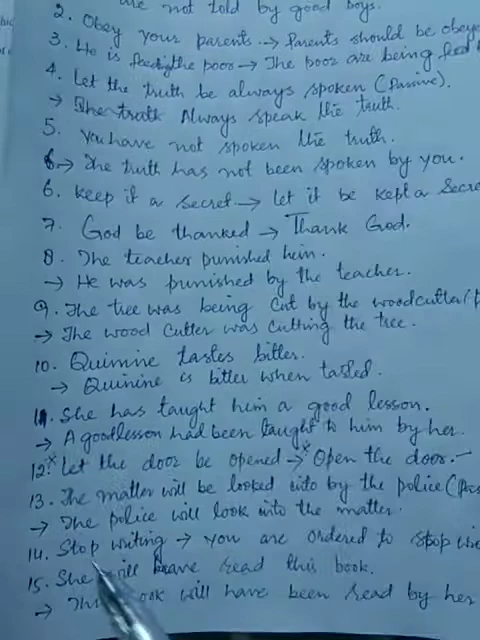 are not told by good boys.
2. Obey your parents. → Parents should be obeye
3. He is feeding the poor → The poor are being fed
4. Let the truth be always spoken (Passive).
→ The truth Always speak the truth.
5. You have not spoken the truth.
→ The truth has not been spoken by you.
6. Keep it a secret → let it be kept a secre
7. God be thanked → Thank God.
8. The teacher punished him.
→ He was punished by the teacher.
9. The tree was being cut by the woodcutter
→ The wood cutter was cutting the tree.
10. Quinine tastes bitter.
→ Quinine is bitter when tasted.
11. She has taught him a good lesson.
→ A good lesson had been taught to him by her.
12. Let the door be opened → Open the door.
13. The matter will be looked into by the police (Pas
→ The police will look into the matter.
14. Stop writing → you are ordered to stop
15. She will have read this book.
→ will have been read by her